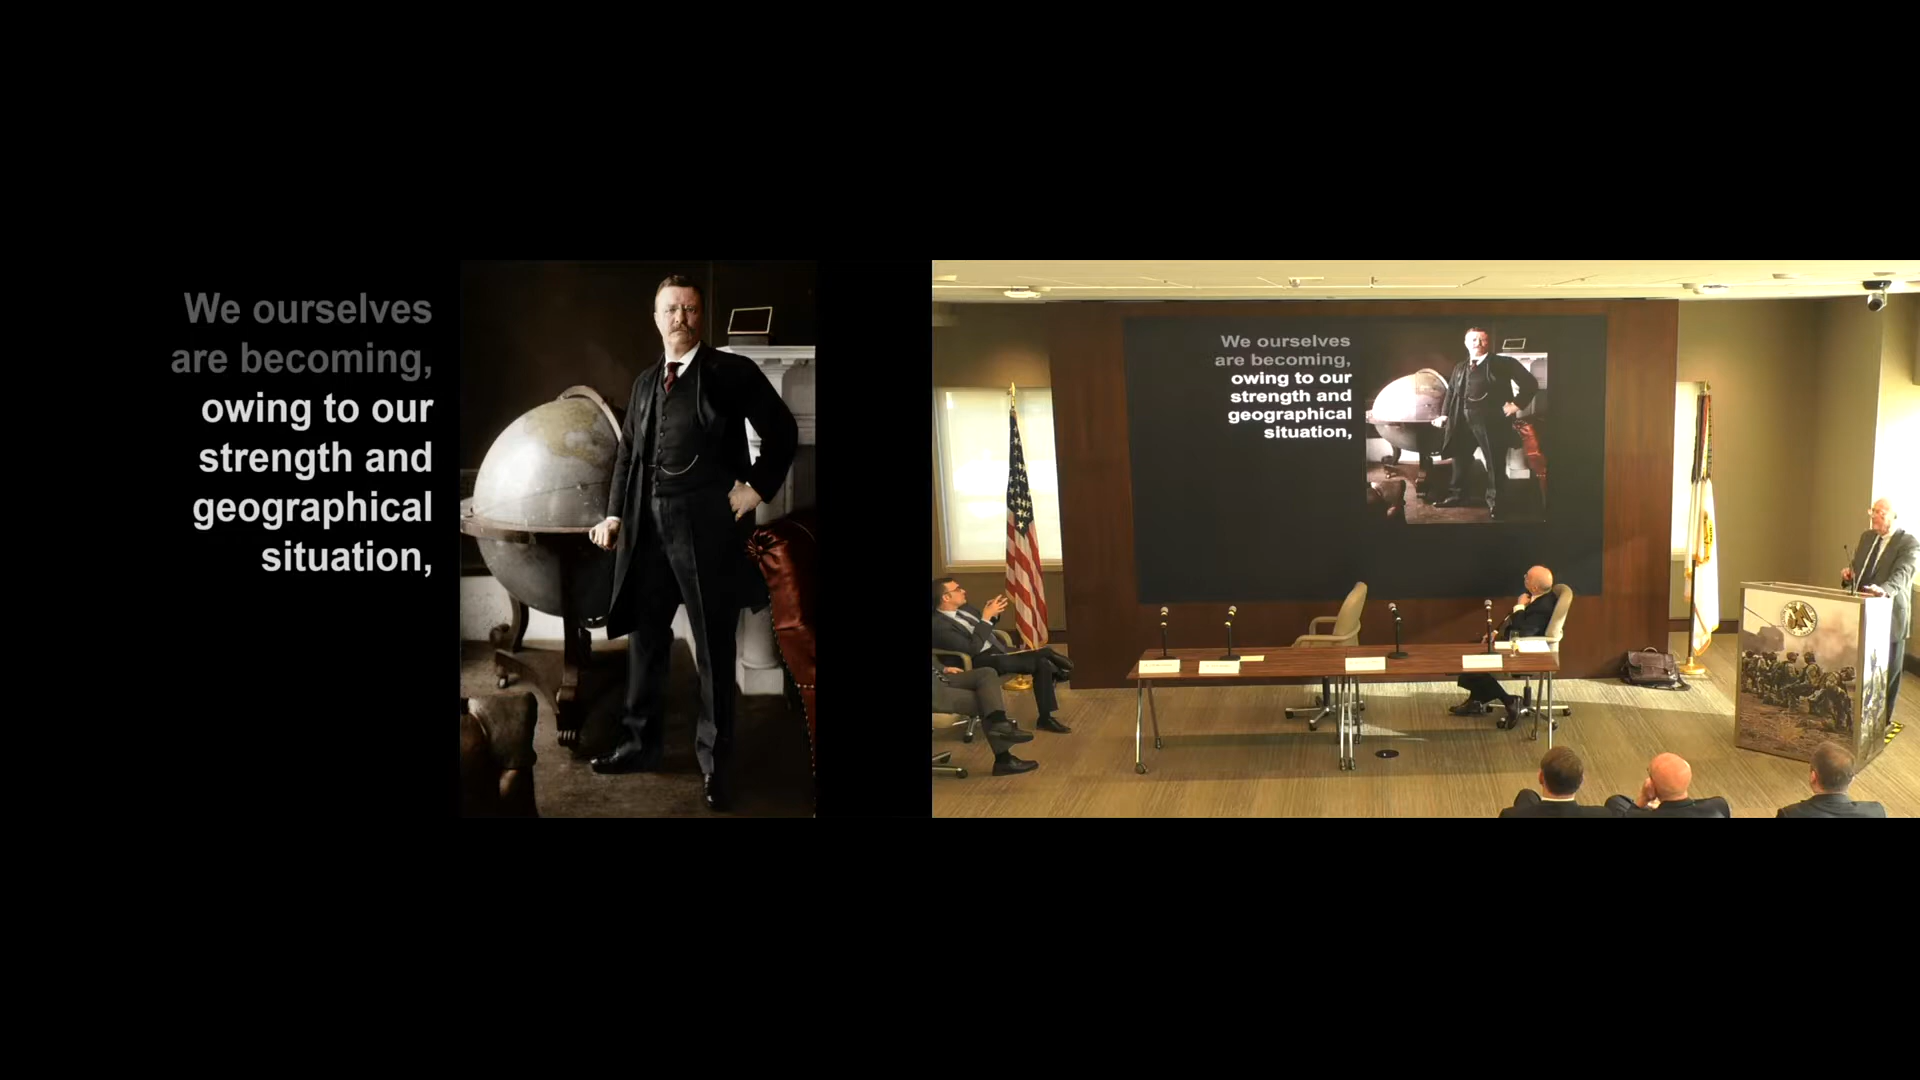 We ourselves
are becoming,
owing to our
strength and
geographical
situation,
We ourselves
are becoming,
owing to our
strength and
geographical
situation,